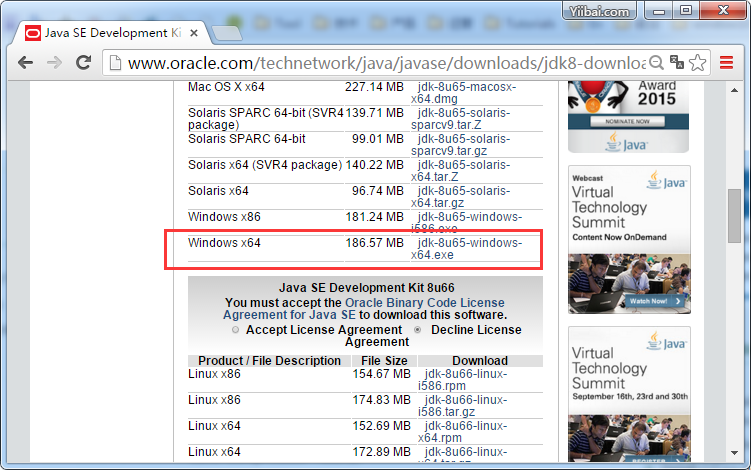 Yiibai.com
Java SE Development Ki
www.oracle.com/technetwork/java/javase/downloads/jdk8-downloa
Mac OS X x64 227.14 MB jdk-8u65-macosx-
x64.dmg
Solaris SPARC 64-bit (SVR4 139.71 MB jdk-8u65-solaris-
package) sparcv9.tar.Z
Solaris SPARC 64-bit 99.01 MB jdk-8u65-solaris-
sparcv9.tar.gz
Solaris x64 (SVR4 package) 140.22 MB jdk-8u65-solaris-
x64.tar.Z
Solaris x64 96.74 MB jdk-8u65-solaris-
x64.tar.gz
Windows x86 181.24 MB jdk-8u65-windows-
i586.exe
Windows x64 186.57 MB jdk-8u65-windows-
x64.exe
Java SE Development Kit 8u66
You must accept the Oracle Binary Code License
Agreement for Java SE to download this software.
Accept License Agreement Decline License
Agreement
Product / File Description File Size Download
Linux x86 154.67 MB jdk-8u66-linux-
i586.rpm
Linux x86 174.83 MB jdk-8u66-linux-
i586.tar.gz
Linux x64 152.69 MB jdk-8u66-linux-
x64.rpm
Linux x64 172.89 MB jdk-8u66-linux-
x64.tar.gz
Award
2015
NOMINATE NOW
Java
Webcast
Java
Virtual
Technology
Summit
Content Now OnDemand
Watch Now!
Java
Virtual
Technology
Summit
September 16th, 23rd and 30th
REGISTER